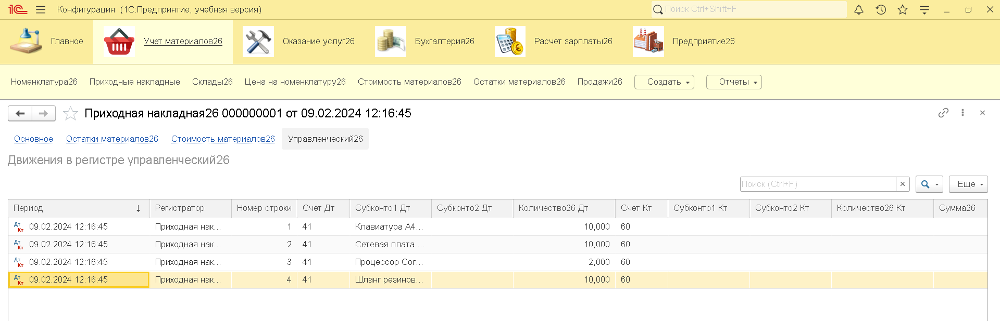 1С Конфигурация (1С:Предприятие, учебная версия) Поиск Ctrl+Shift+F
Главное Учет материалов26 Оказание услуг26 Бухгалтерия26 Расчет зарплаты26 Предприятие26
Номенклатура26 Приходные накладные Склады26 Цена на номенклатуру26 Стоимость материалов26 Остатки материалов26 Продажи26 Создать Отчеты
Приходная накладная26 000000001 от 09.02.2024 12:16:45
Основное Остатки материалов26 Стоимость материалов26 Управленческий26
Движения в регистре управленческий26
Поиск (Ctrl+F) × Еще
Период ↓ Регистратор Номер строки Счет Дт Субконто1 Дт Субконто2 Дт Количество26 Дт Счет Кт Субконто1 Кт Субконто2 Кт Количество26 Кт Сумма26
Дт Кт 09.02.2024 12:16:45 Приходная нак... 1 41 Клавиатура А4... 10,000 60
Дт Кт 09.02.2024 12:16:45 Приходная нак... 2 41 Сетевая плата ... 10,000 60
Дт Кт 09.02.2024 12:16:45 Приходная нак... 3 41 Процессор Cor... 2,000 60
Дт Кт 09.02.2024 12:16:45 Приходная нак... 4 41 Шланг резинов... 10,000 60